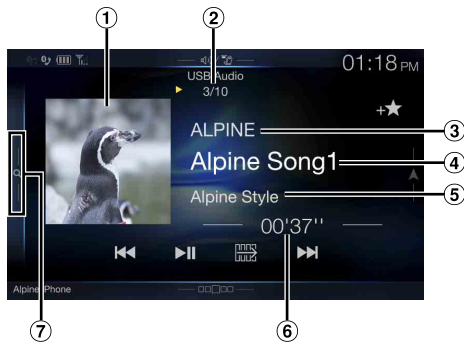 1
2
01:18 PM
USB Audio
3/10
ALPINE
3
Alpine Song1
4
Alpine Style
5
00'37''
Alpine Phone
7
6